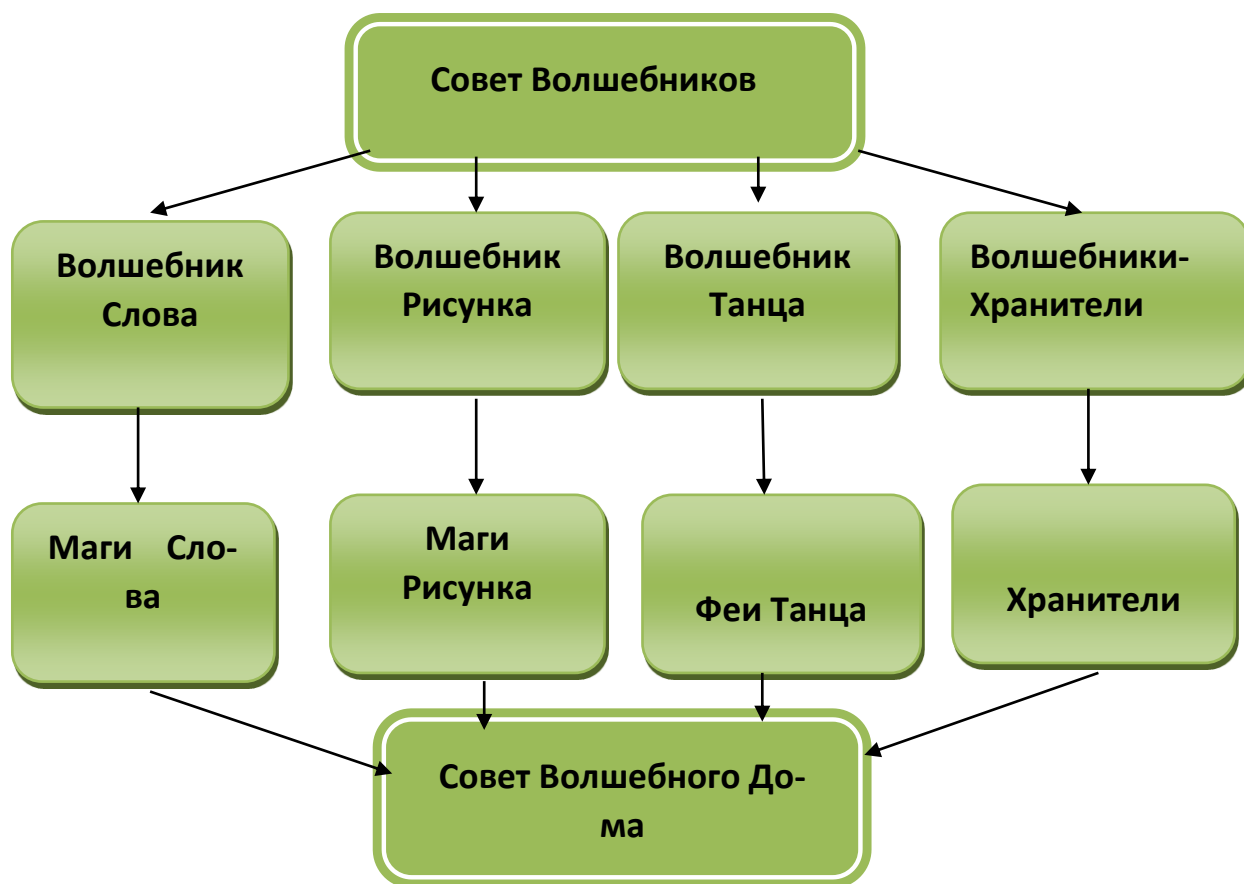 Совет Волшебников
Волшебник
Слова
Волшебник
Рисунка
Волшебник
Танца
Волшебники-
Хранители
Маги Сло-
ва
Маги
Рисунка
Феи Танца
Хранители
Совет Волшебного До-
ма